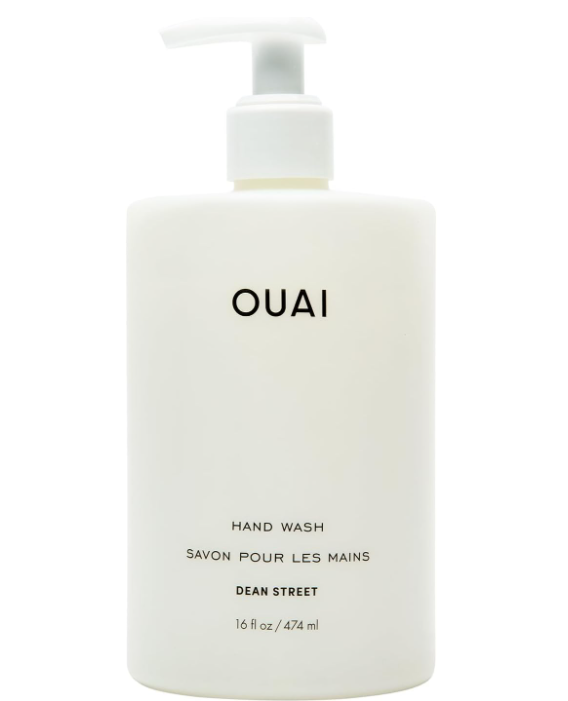 OUAI
HAND WASH
SAVON POUR LES MAINS
DEAN STREET
16 fl oz / 474 ml